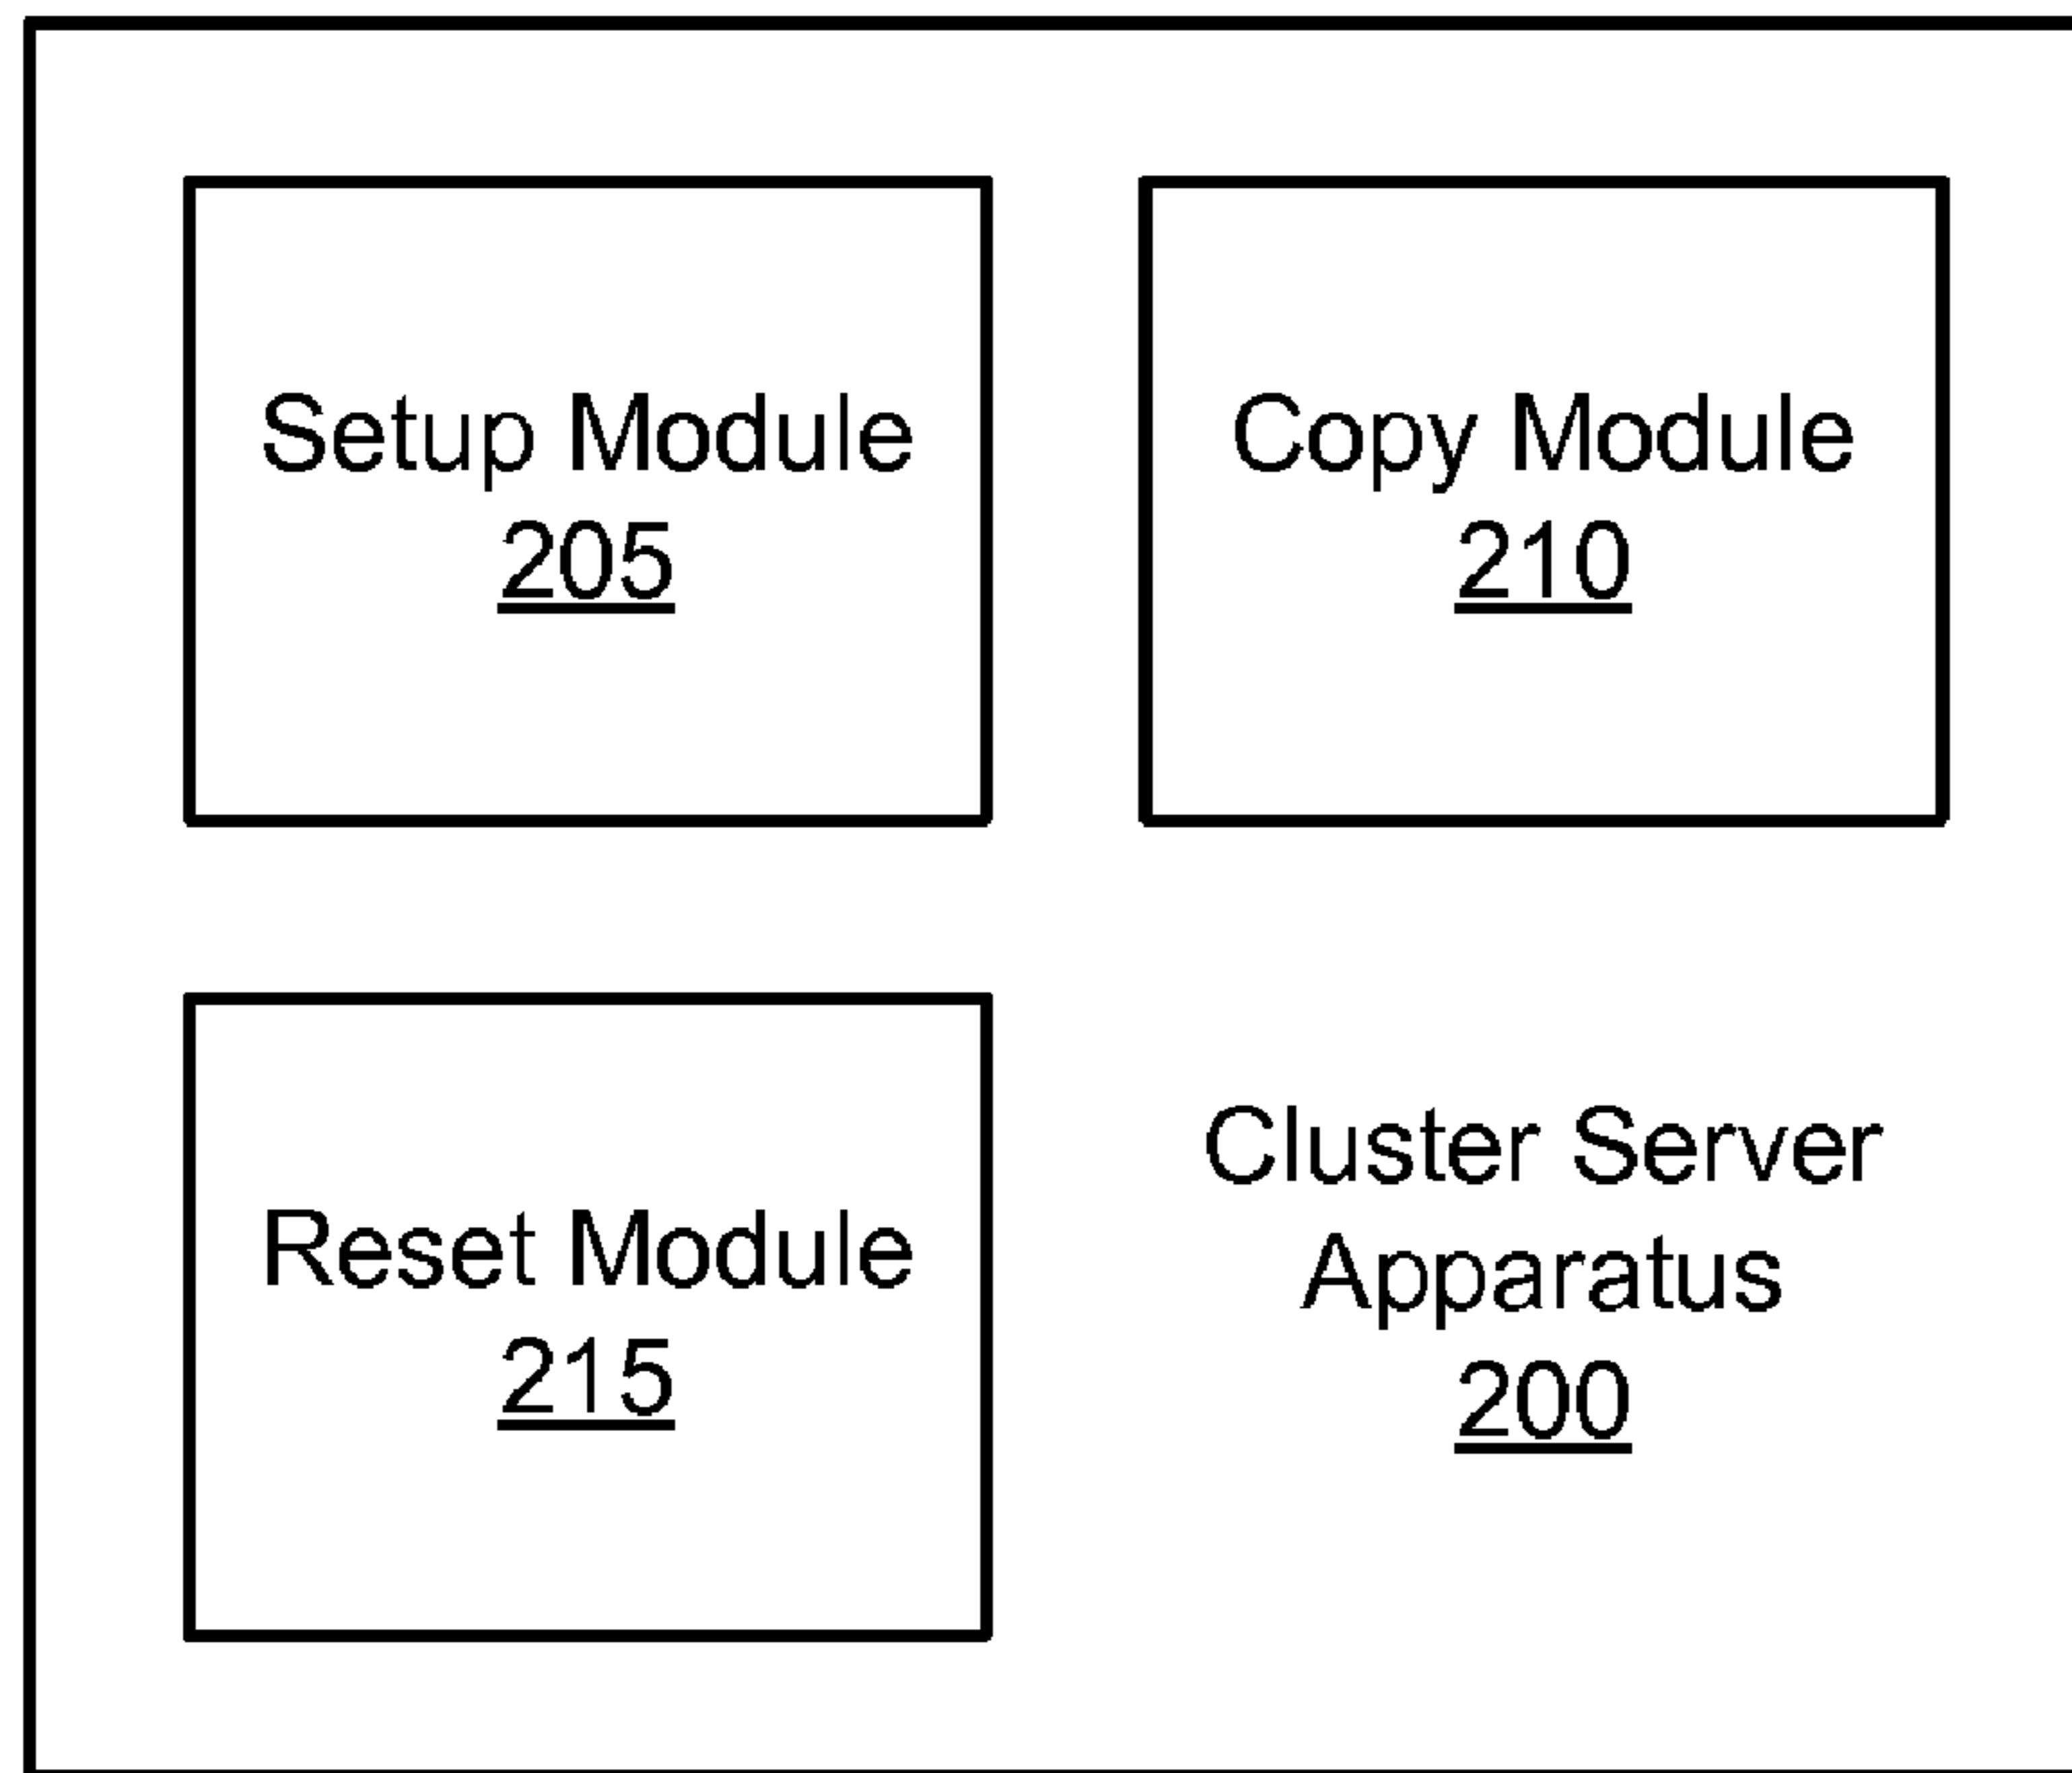 Setup Module
205
Copy Module
210
Reset Module
215
Cluster Server
Apparatus
200